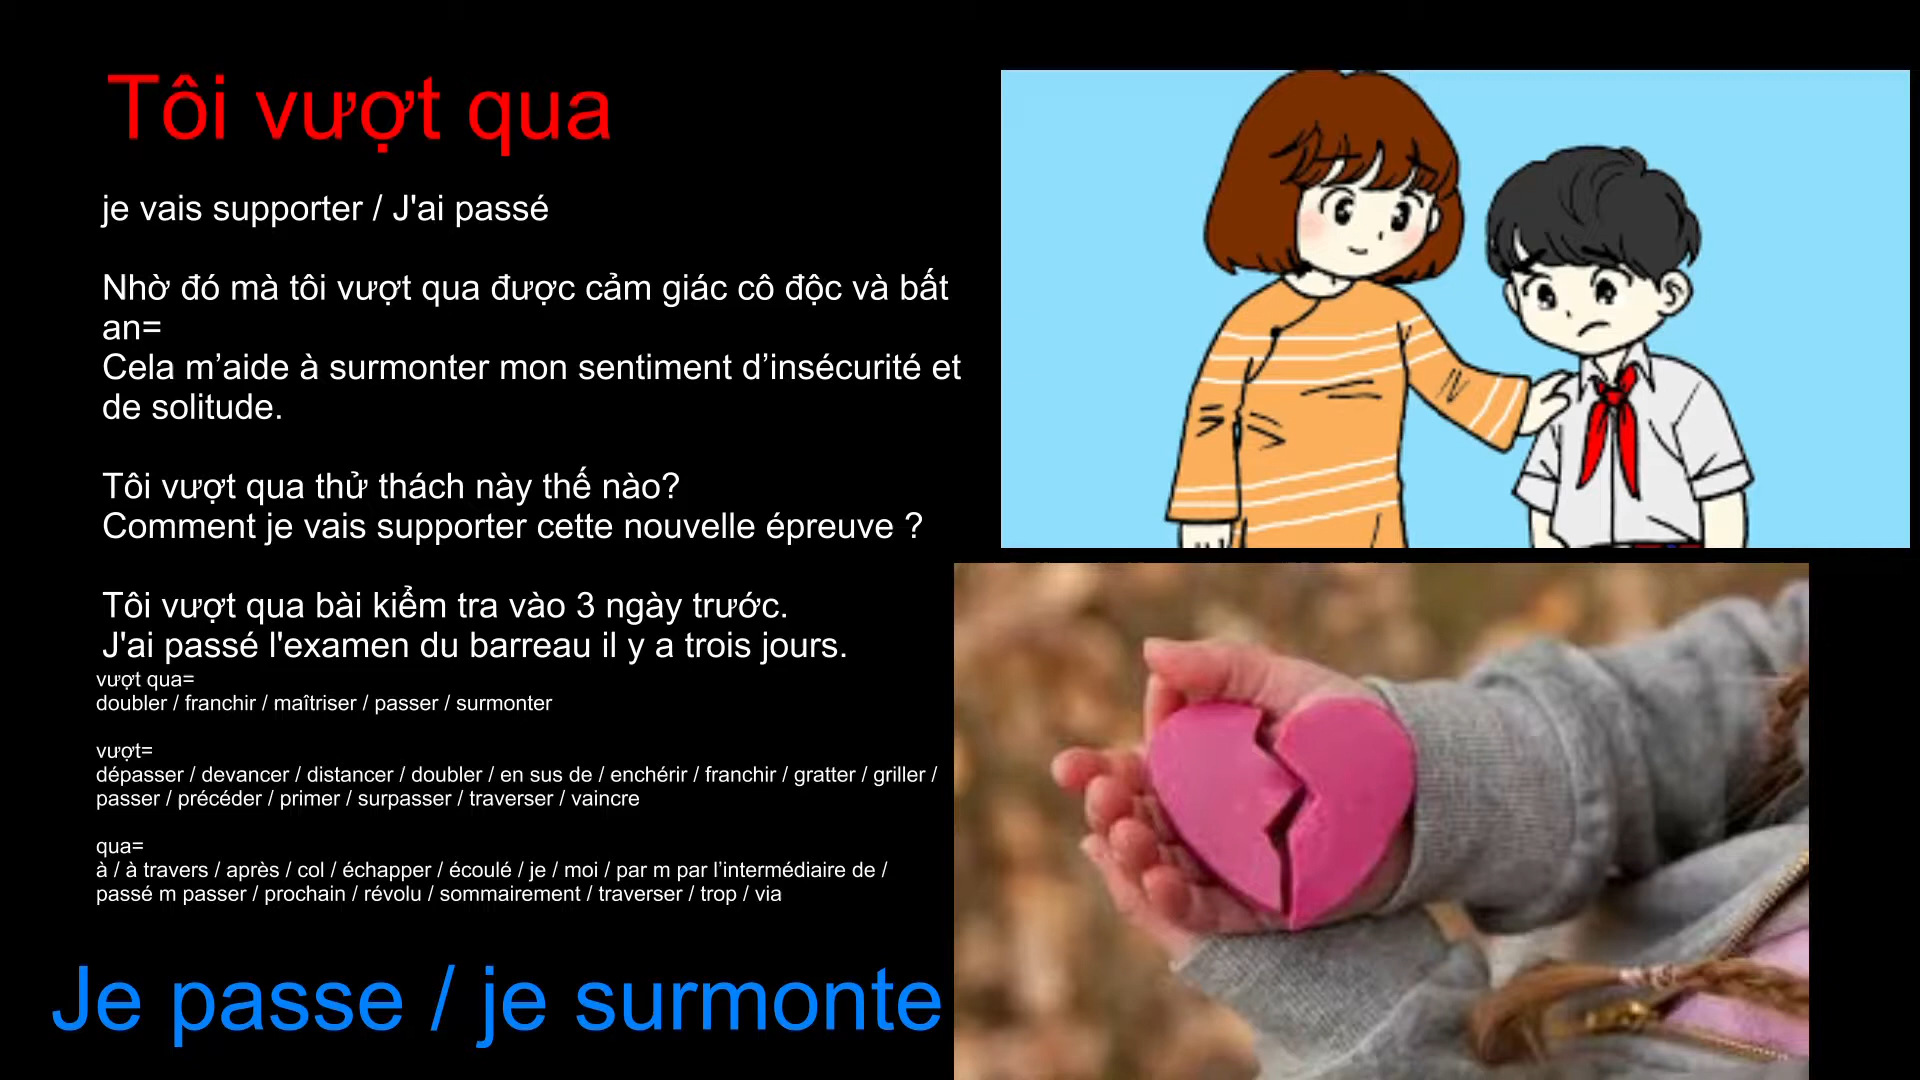 Tôi vượt qua
je vais supporter / J'ai passé
Nhờ đó mà tôi vượt qua được cảm giác cô độc và bất
an=
Cela m’aide à surmonter mon sentiment d’insécurité et
de solitude.
Tôi vượt qua thử thách này thế nào?
Comment je vais supporter cette nouvelle épreuve ?
Tôi vượt qua bài kiểm tra vào 3 ngày trước.
J'ai passé l'examen du barreau il y a trois jours.
vượt qua=
doubler / franchir / maîtriser / passer / surmonter
vượt=
dépasser / devancer / distancer / doubler / en sus de / enchérir / franchir / gratter / griller /
passer / précéder / primer / surpasser / traverser / vaincre
qua=
à / à travers / après / col / échapper / écoulé / je / moi / par m par l’intermédiaire de /
passé m passer / prochain / révolu / sommairement / traverser / trop / via
Je passe / je surmonte